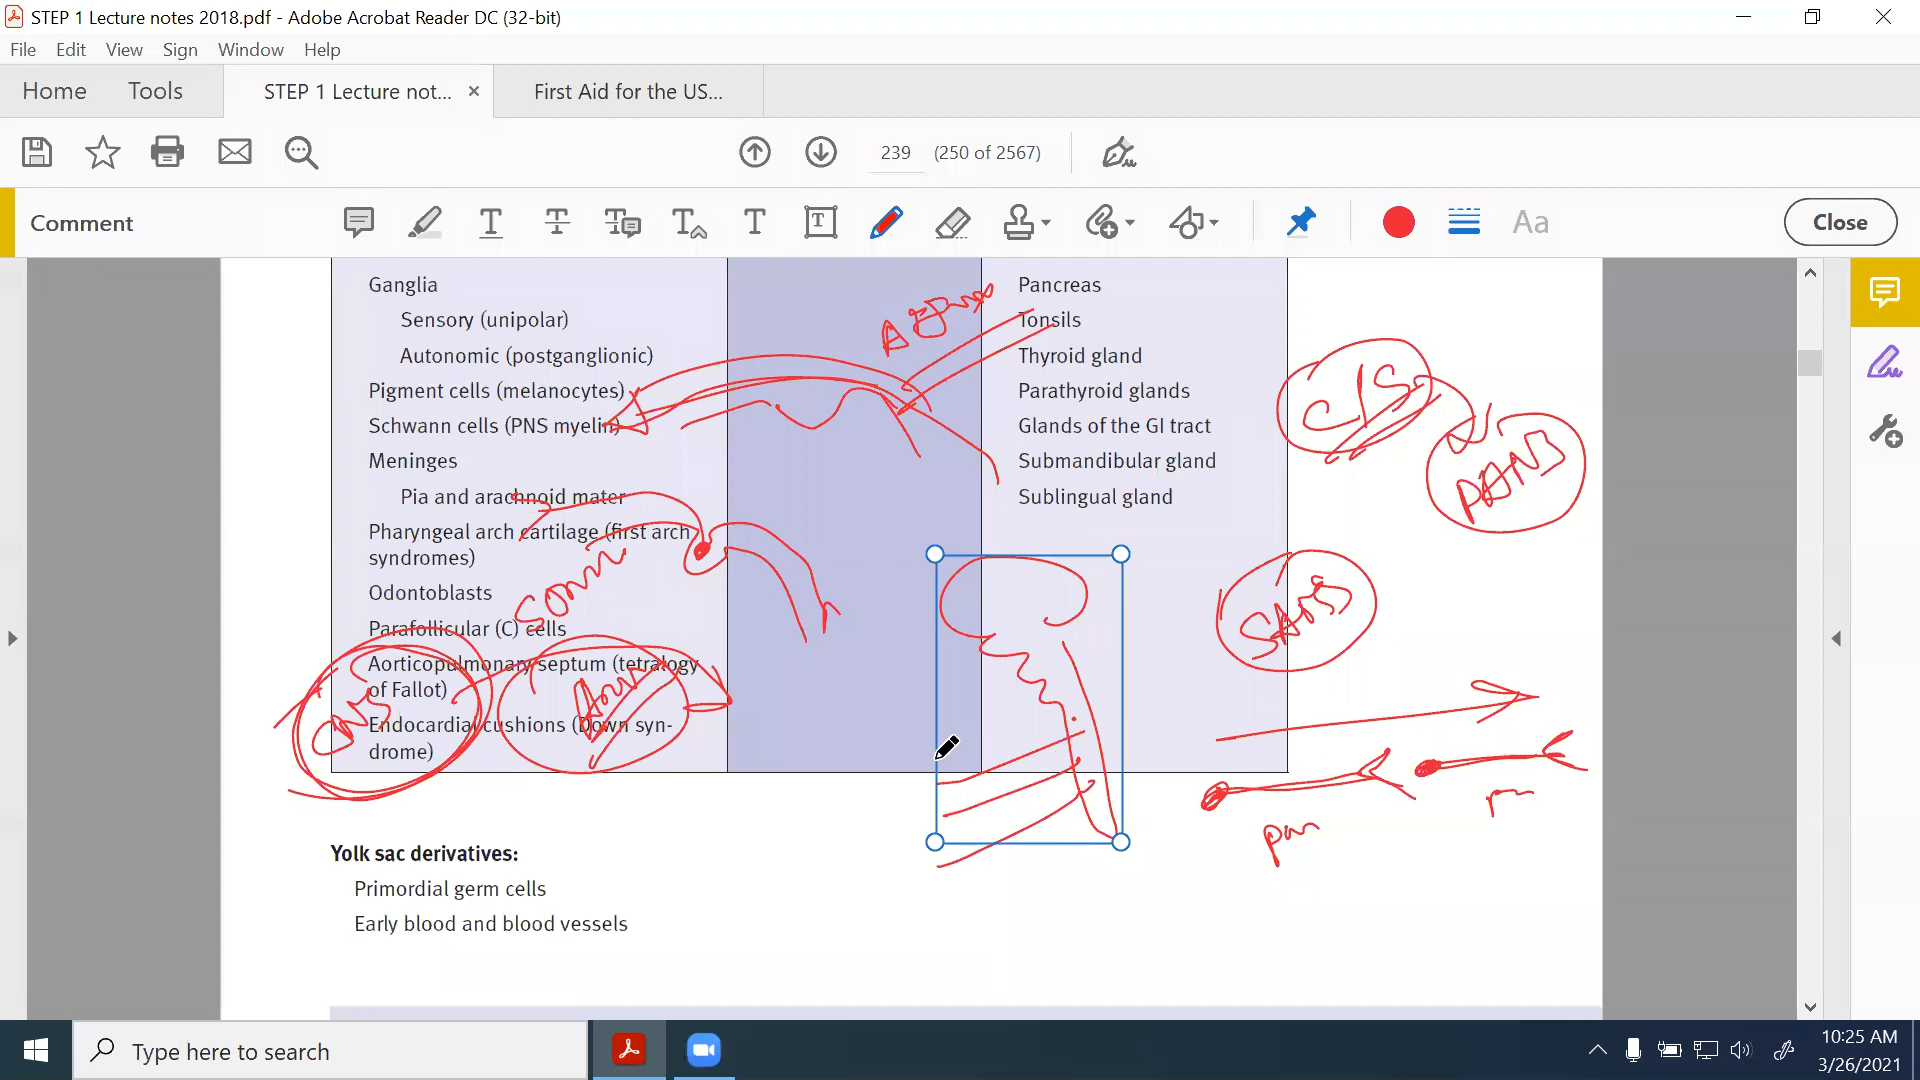 STEP 1 Lecture notes 2018.pdf - Adobe Acrobat Reader DC (32-bit)
File Edit View Sign Window Help
Home Tools STEP 1 Lecture not... × First Aid for the US...
239 (250 of 2567)
Comment Aa Close
Ganglia
Sensory (unipolar)
Autonomic (postganglionic)
Pigment cells (melanocytes)
Schwann cells (PNS myelin)
Meninges
Pia and arachnoid mater
Pharyngeal arch cartilage (first arch
syndromes)
Odontoblasts
Parafollicular (C) cells
Aorticopulmonary septum (tetralogy
of Fallot)
Endocardial cushions (Down syn-
drome)
Pancreas
Tonsils
Thyroid gland
Parathyroid glands
Glands of the GI tract
Submandibular gland
Sublingual gland
C/S
PANS
SANS
CNS
Yolk sac derivatives:
Primordial germ cells
Early blood and blood vessels
Type here to search
10:25 AM
3/26/2021